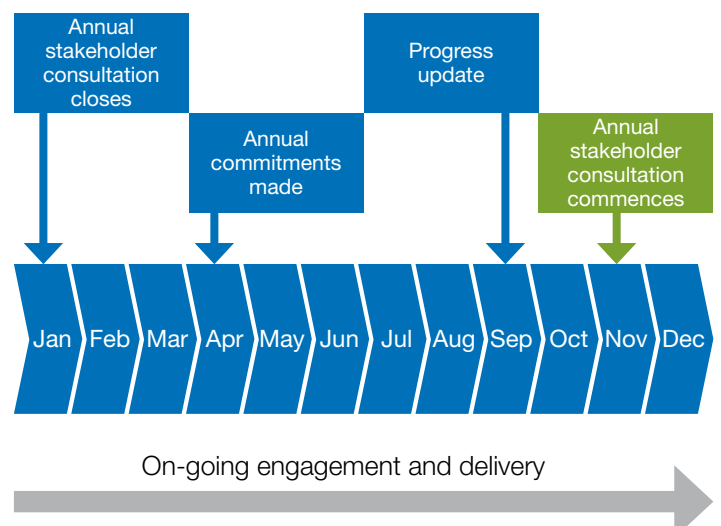 Annual
stakeholder
consultation
closes
Annual
commitments
made
Progress
update
Annual
stakeholder
consultation
commences
Jan Feb Mar Apr May Jun Jul Aug Sep Oct Nov Dec
On-going engagement and delivery